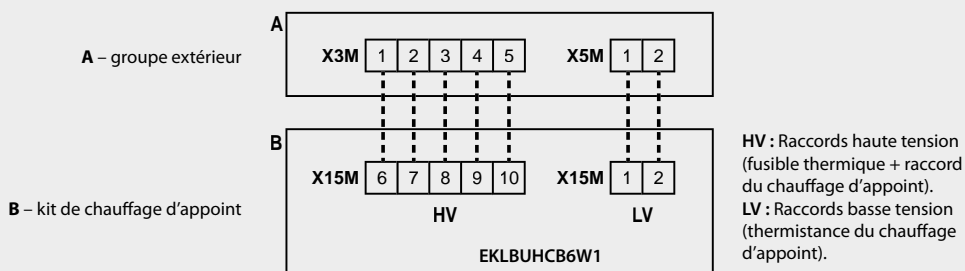 A
A – groupe extérieur
X3M 1 2 3 4 5 X5M 1 2
B
X15M 6 7 8 9 10 X15M 1 2
HV LV
EKLBUHCB6W1
B – kit de chauffage d’appoint
HV : Raccords haute tension
(fusible thermique + raccord
du chauffage d’appoint).
LV : Raccords basse tension
(thermistance du chauffage
d’appoint).